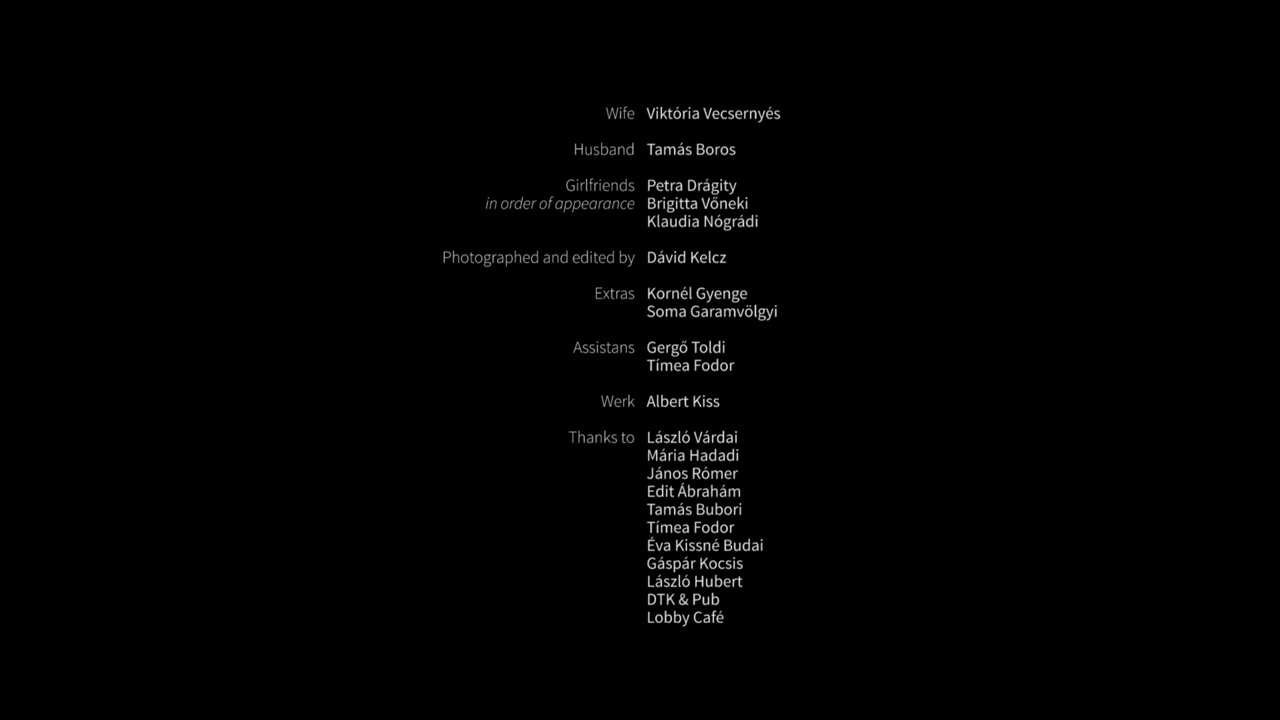 Wife Viktória Vecsernyés
Husband Tamás Boros
Girlfriends Petra Drágity
in order of appearance Brigitta Vőneki
Klaudia Nógrádi
Photographed and edited by Dávid Kelcz
Extras Kornél Gyenge
Soma Garamvölgyi
Assistans Gergő Toldi
Tímea Fodor
Werk Albert Kiss
Thanks to László Várdai
Mária Hadadi
János Rómer
Edit Ábrahám
Tamás Bubori
Tímea Fodor
Éva Kissné Budai
Gáspár Kocsis
László Hubert
DTK & Pub
Lobby Café